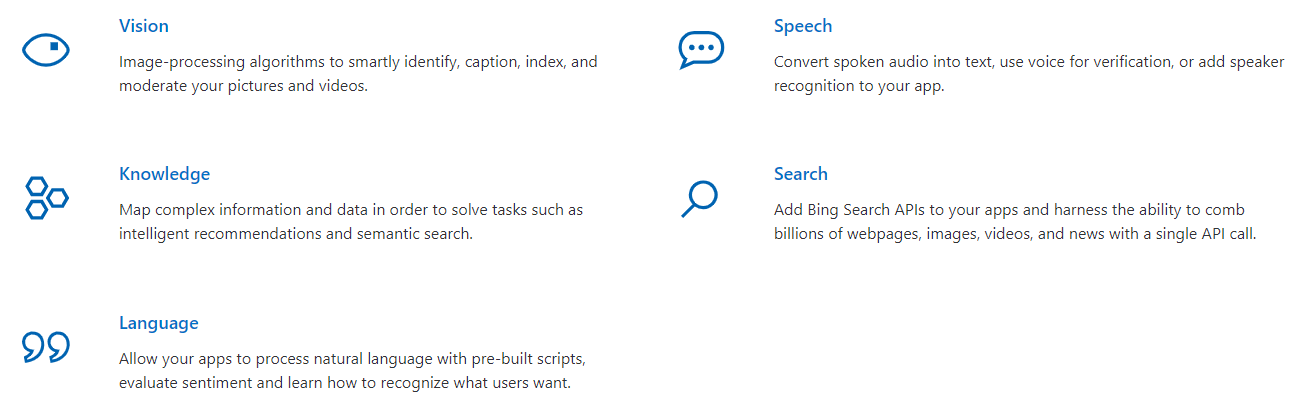 Vision
Image-processing algorithms to smartly identify, caption, index, and
moderate your pictures and videos.
Speech
Convert spoken audio into text, use voice for verification, or add speaker
recognition to your app.
Knowledge
Map complex information and data in order to solve tasks such as
intelligent recommendations and semantic search.
Search
Add Bing Search APIs to your apps and harness the ability to comb
billions of webpages, images, videos, and news with a single API call.
Language
Allow your apps to process natural language with pre-built scripts,
evaluate sentiment and learn how to recognize what users want.